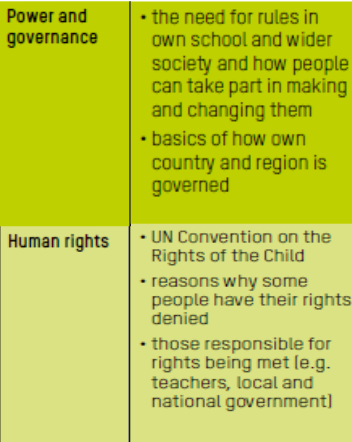 Power and
governance
• the need for rules in
own school and wider
society and how people
can take part in making
and changing them
• basics of how own
country and region is
governed
Human rights
• UN Convention on the
Rights of the Child
• reasons why some
people have their rights
denied
• those responsible for
rights being met (e.g.
teachers, local and
national government)